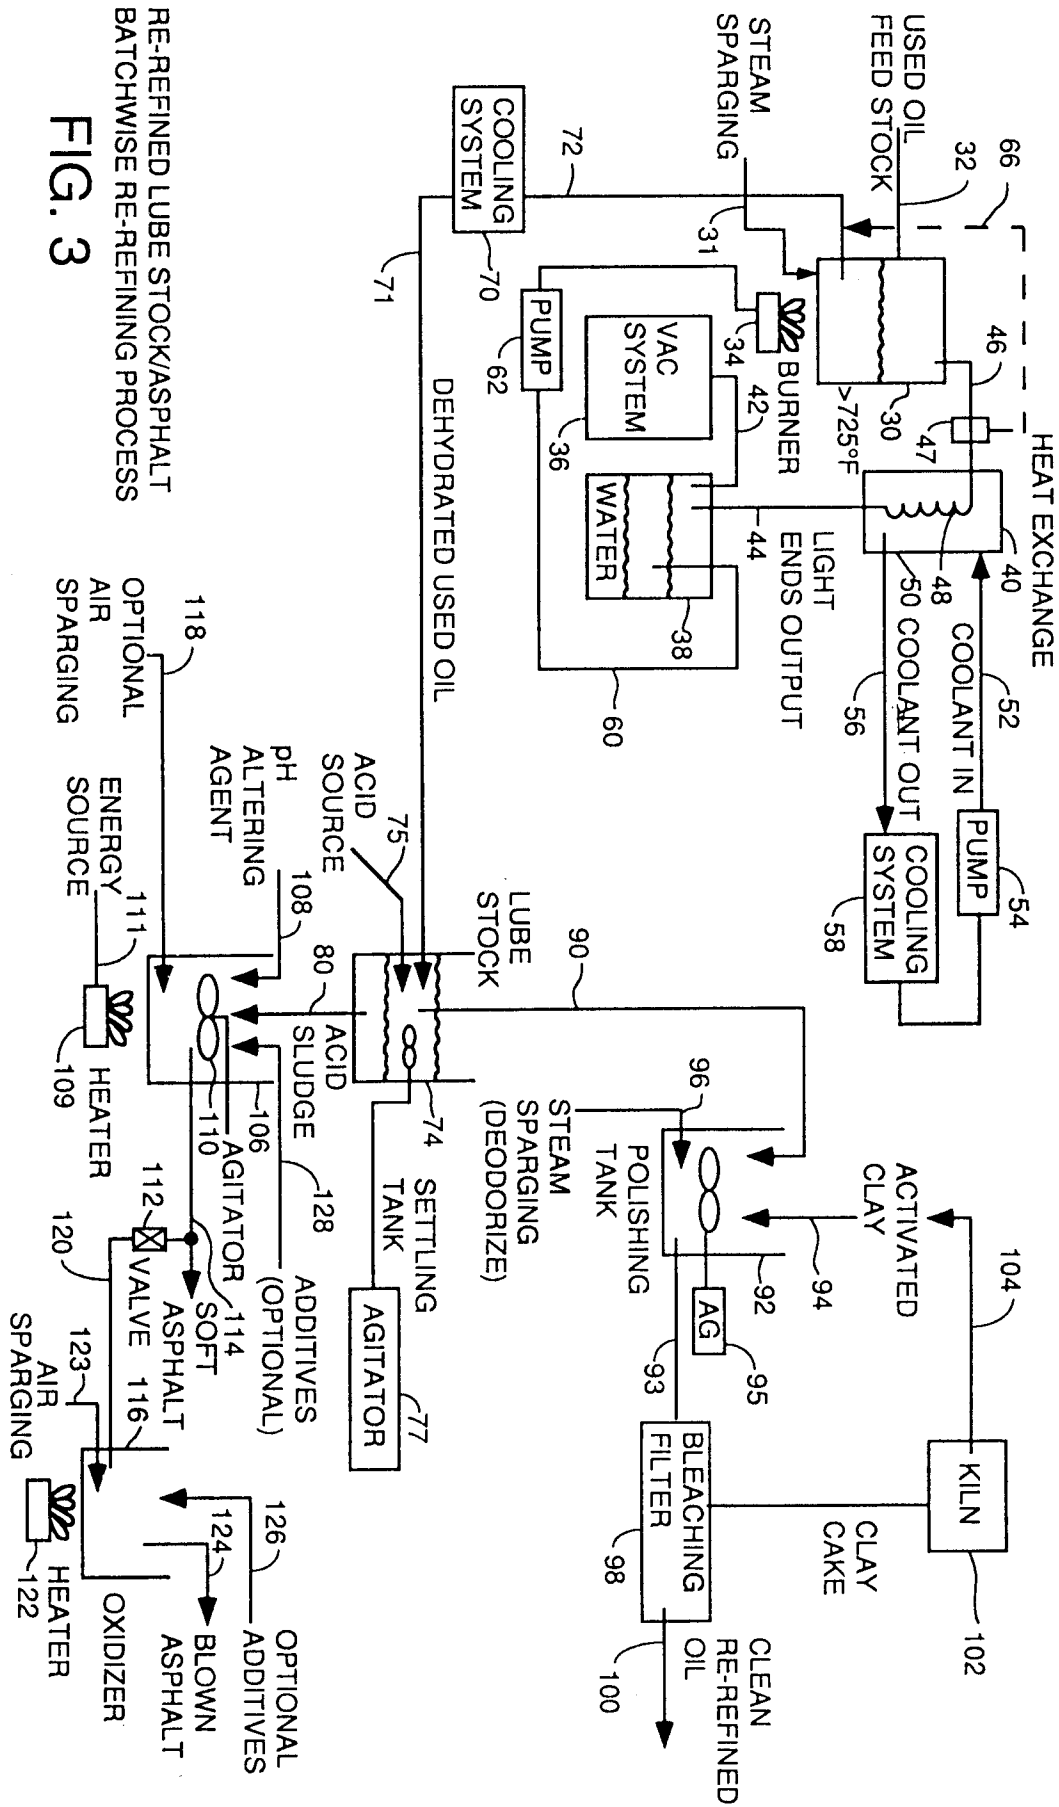 USED OIL
FEED STOCK
32
66
STEAM
SPARGING
31
72
46
30
>725°F
47
HEAT EXCHANGE
40
48
50
52
COOLANT IN
COOLANT OUT
56
PUMP
54
COOLING
SYSTEM
58
BURNER
34
VAC
SYSTEM
36
42
44
LIGHT
ENDS OUTPUT
WATER
38
60
PUMP
62
COOLING
SYSTEM
70
71
DEHYDRATED USED OIL
ACID
SOURCE
75
LUBE
STOCK
90
74
SETTLING
TANK
AGITATOR
77
80
ACID
SLUDGE
STEAM
SPARGING
(DEODORIZE)
96
POLISHING
TANK
92
94
ACTIVATED
CLAY
104
KILN
102
AG
95
93
BLEACHING
FILTER
98
CLAY
CAKE
CLEAN
RE-REFINED
OIL
100
pH
ALTERING
AGENT
108
OPTIONAL
AIR
SPARGING
118
ENERGY
SOURCE
111
109
HEATER
106
110
AGITATOR
128
ADDITIVES
(OPTIONAL)
114
SOFT
ASPHALT
112
VALVE
120
116
AIR
SPARGING
123
HEATER
122
OXIDIZER
124
BLOWN
ASPHALT
126
OPTIONAL
ADDITIVES
RE-REFINED LUBE STOCK/ASPHALT
BATCHWISE RE-REFINING PROCESS
FIG. 3